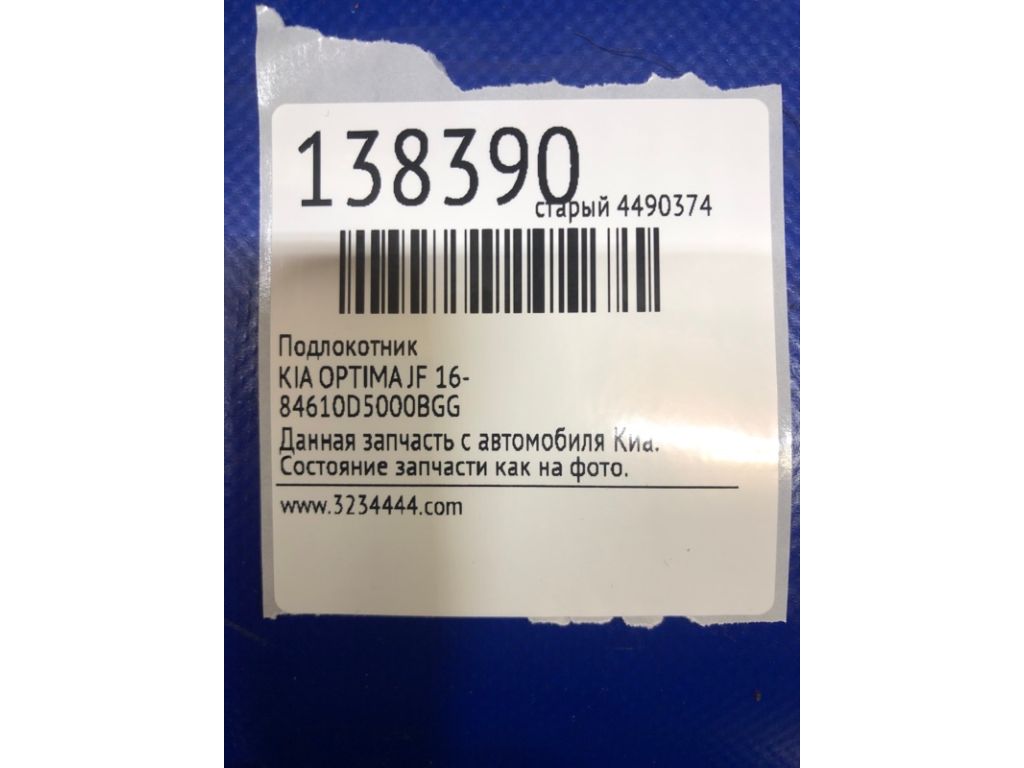 138390
старый 4490374
Подлокотник
KIA OPTIMA JF 16-
84610D5000BGG
Данная запчасть с автомобиля Киа.
Состояние запчасти как на фото.
www.3234444.com